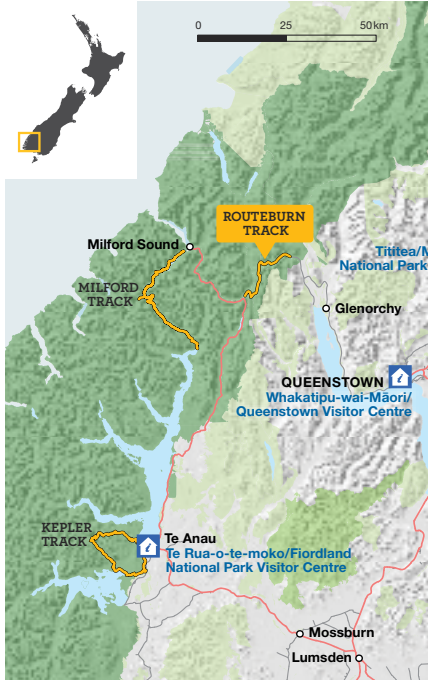 0 25 50km
ROUTEBURN
TRACK
Milford Sound
Tititea/M
National Park
MILFORD
TRACK
Glenorchy
QUEENSTOWN
Whakatipu-wai-Māori/
Queenstown Visitor Centre
KEPLER
TRACK
Te Anau
Te Rua-o-te-moko/Fiordland
National Park Visitor Centre
Mossburn
Lumsden